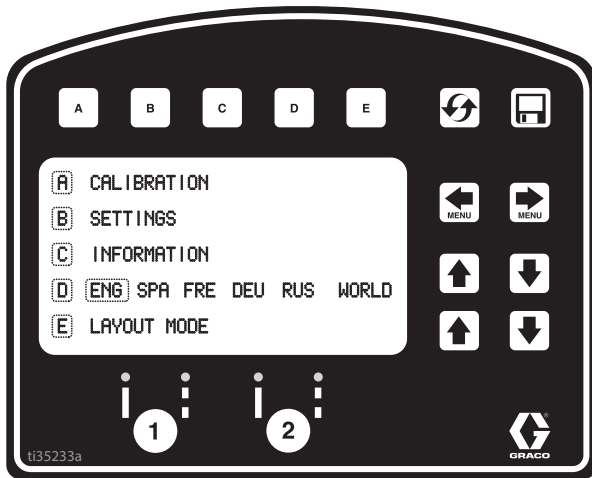 A B C D E
A CALIBRATION
B SETTINGS
C INFORMATION
D ENG SPA FRE DEU RUS WORLD
E LAYOUT MODE
MENU MENU
1 2
ti35233a
GRACO